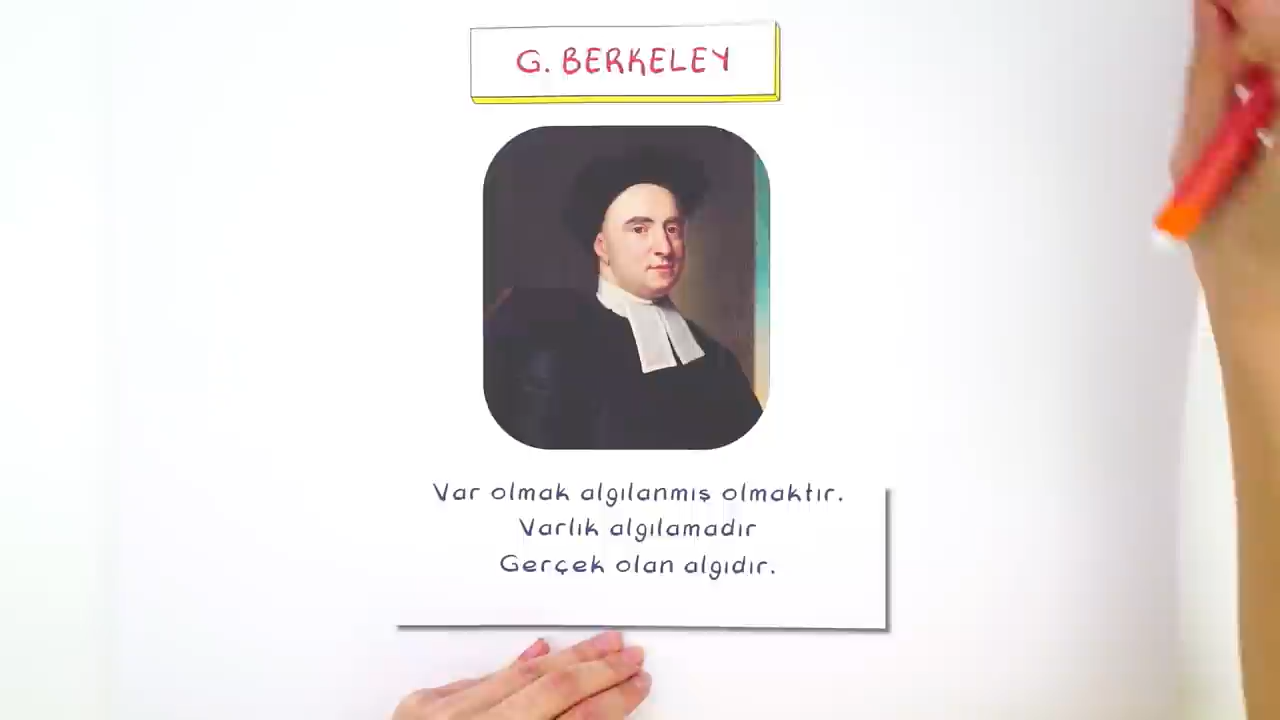 G. BERKELEY
Var olmak algılanmış olmaktır.
Varlık algılamadır
Gerçek olan algıdır.